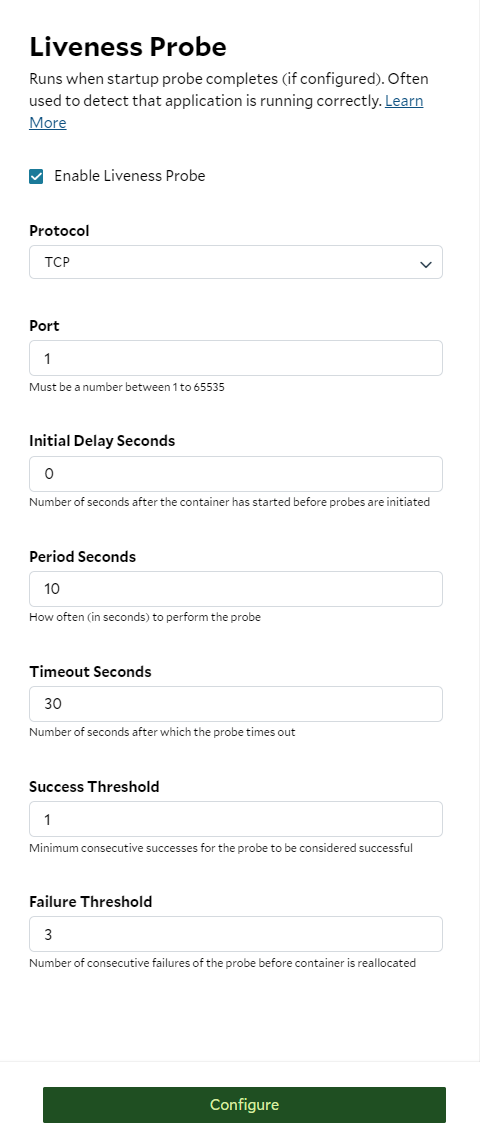 Liveness Probe
Runs when startup probe completes (if configured). Often
used to detect that application is running correctly. Learn
More
Enable Liveness Probe
Protocol
TCP
Port
1
Must be a number between 1 to 65535
Initial Delay Seconds
0
Number of seconds after the container has started before probes are initiated
Period Seconds
10
How often (in seconds) to perform the probe
Timeout Seconds
30
Number of seconds after which the probe times out
Success Threshold
1
Minimum consecutive successes for the probe to be considered successful
Failure Threshold
3
Number of consecutive failures of the probe before container is reallocated
Configure